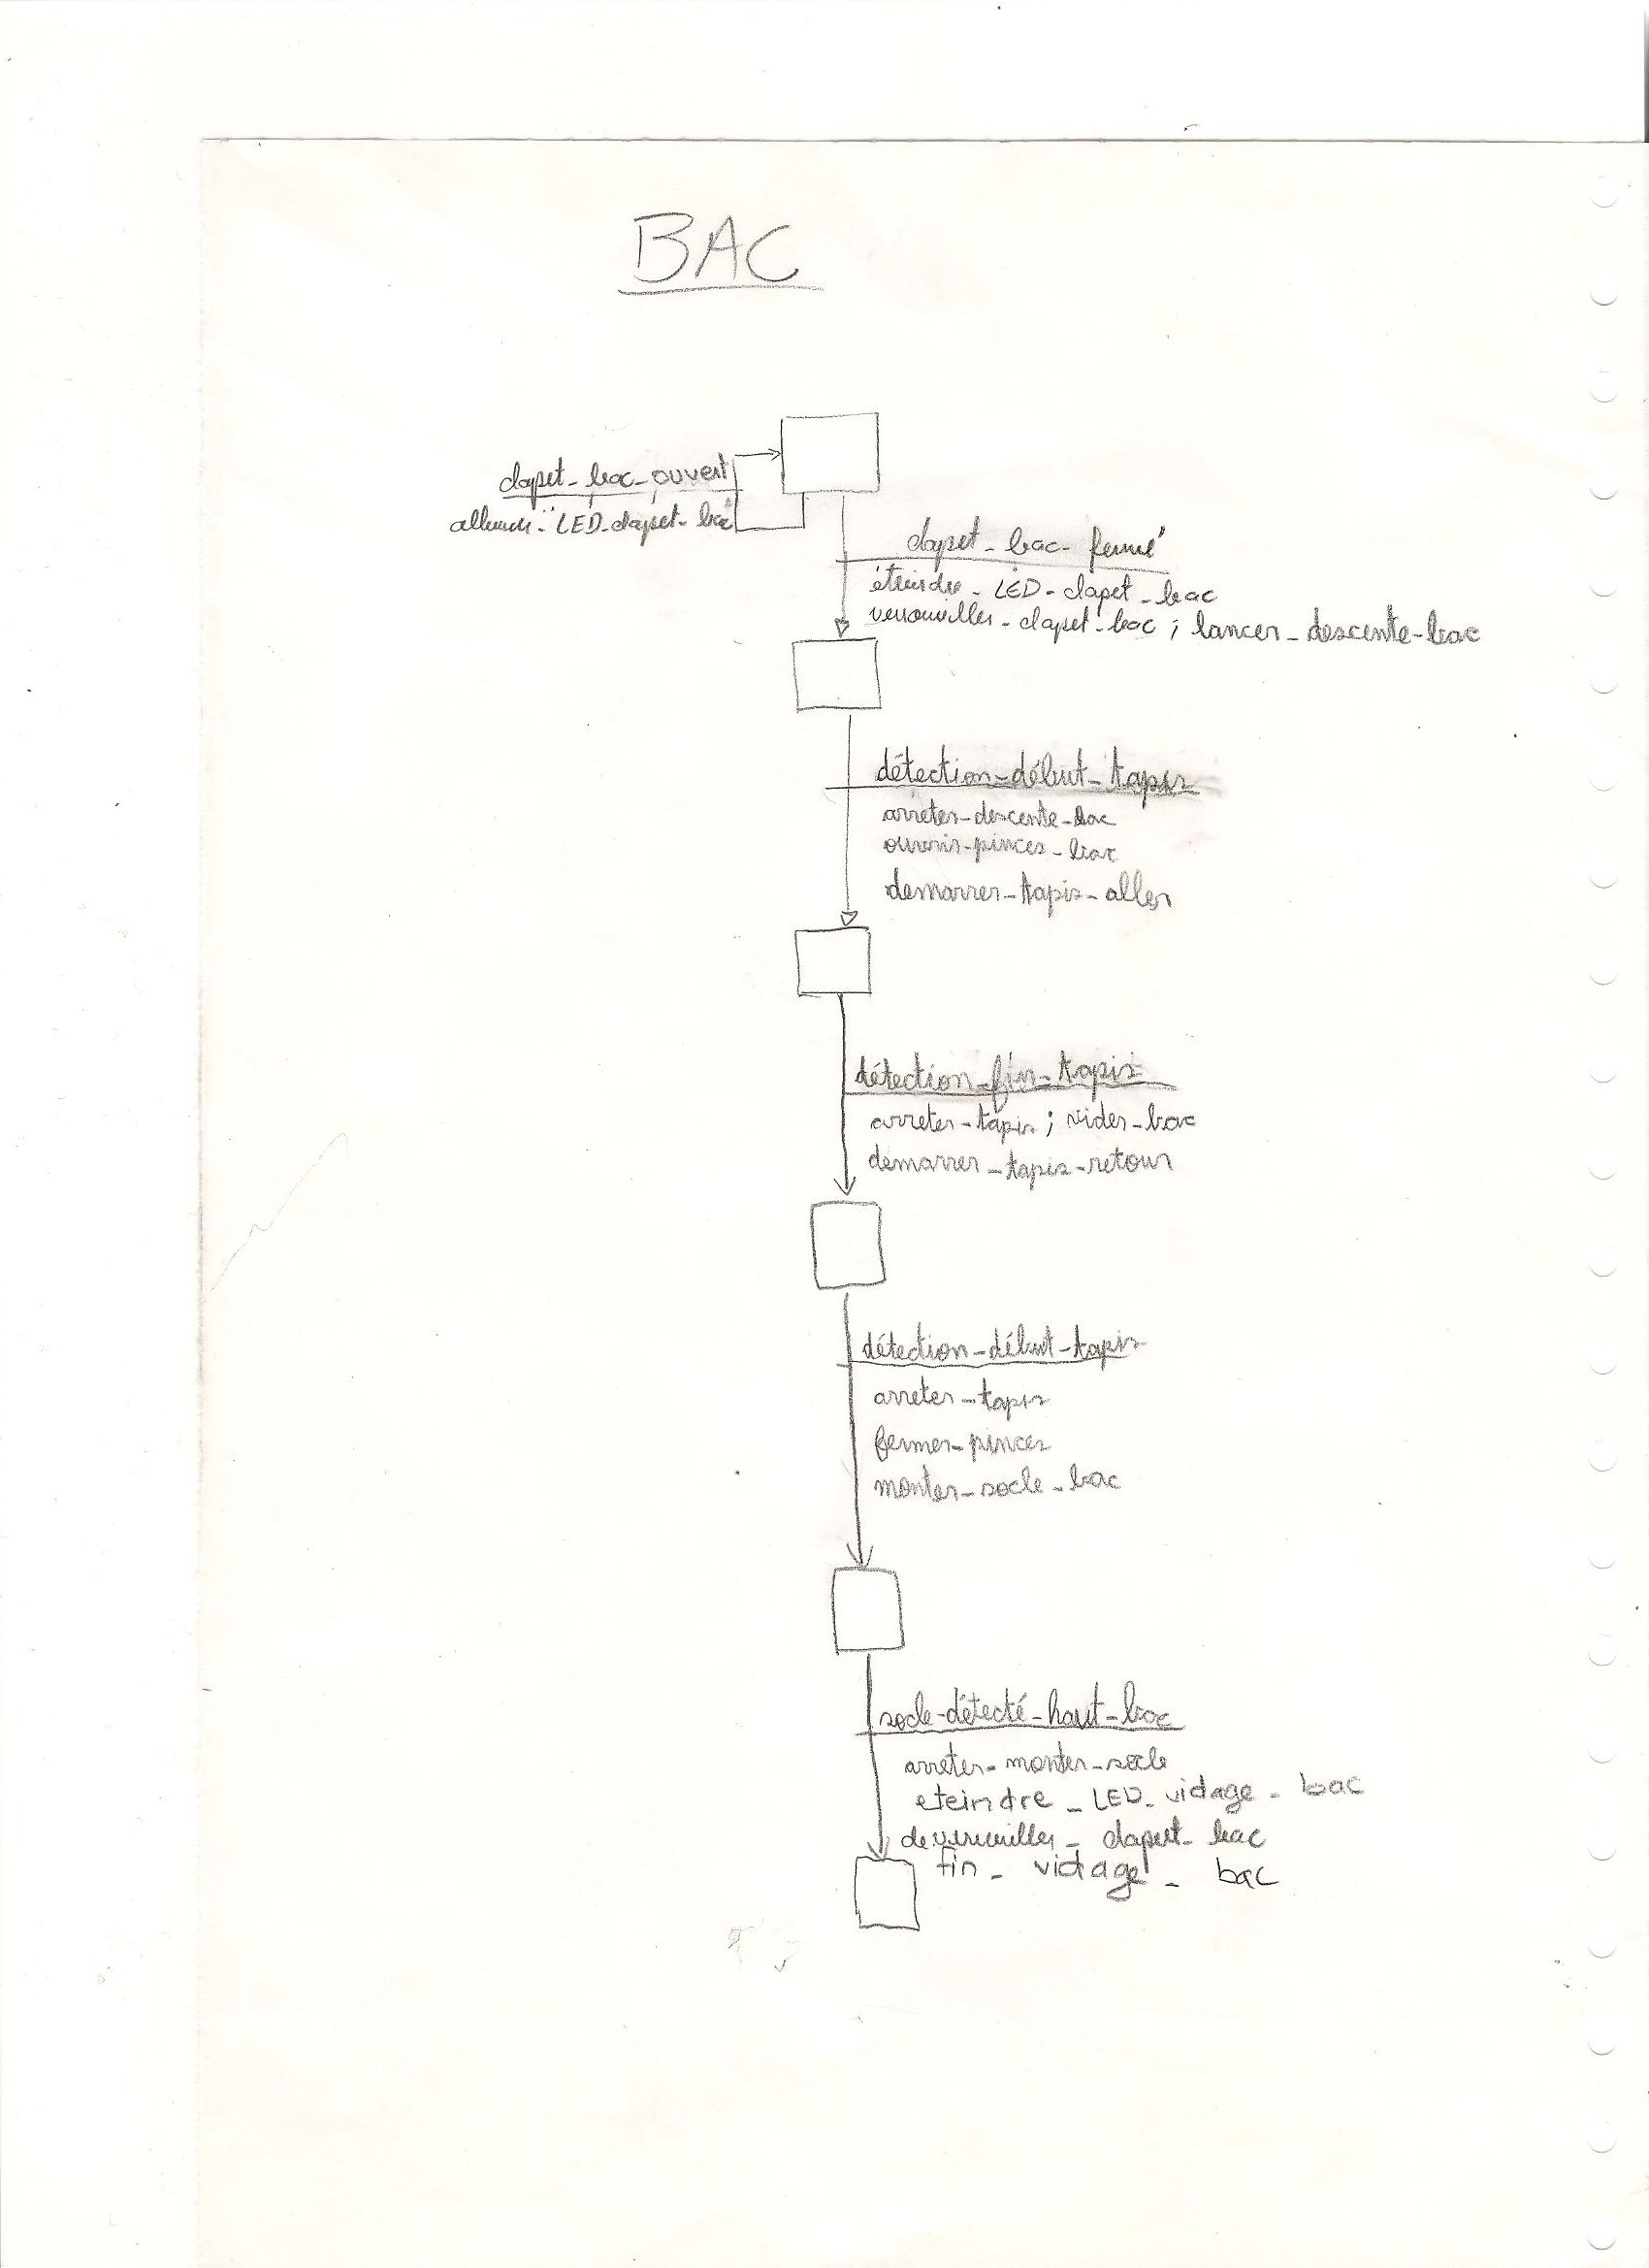 BAC
clapet_bac_ouvert
allumer_LED_clapet_bac
clapet_bac_fermé
éteindre_LED_clapet_bac
verrouiller_clapet_bac ; lancer_descente_bac
détection_début_tapis
arreter_descente_bac
ouvrir_pinces_bac
demarrer_tapis_aller
détection_fin_tapis
arreter_tapis ; vider_bac
demarrer_tapis_retour
détection_début_tapis
arreter_tapis
fermer_pinces
monter_socle_bac
socle_détecté_haut_bac
arreter_monter_socle
eteindre_LED_vidage_bac
deverouiller_clapet_bac
fin_vidage_bac